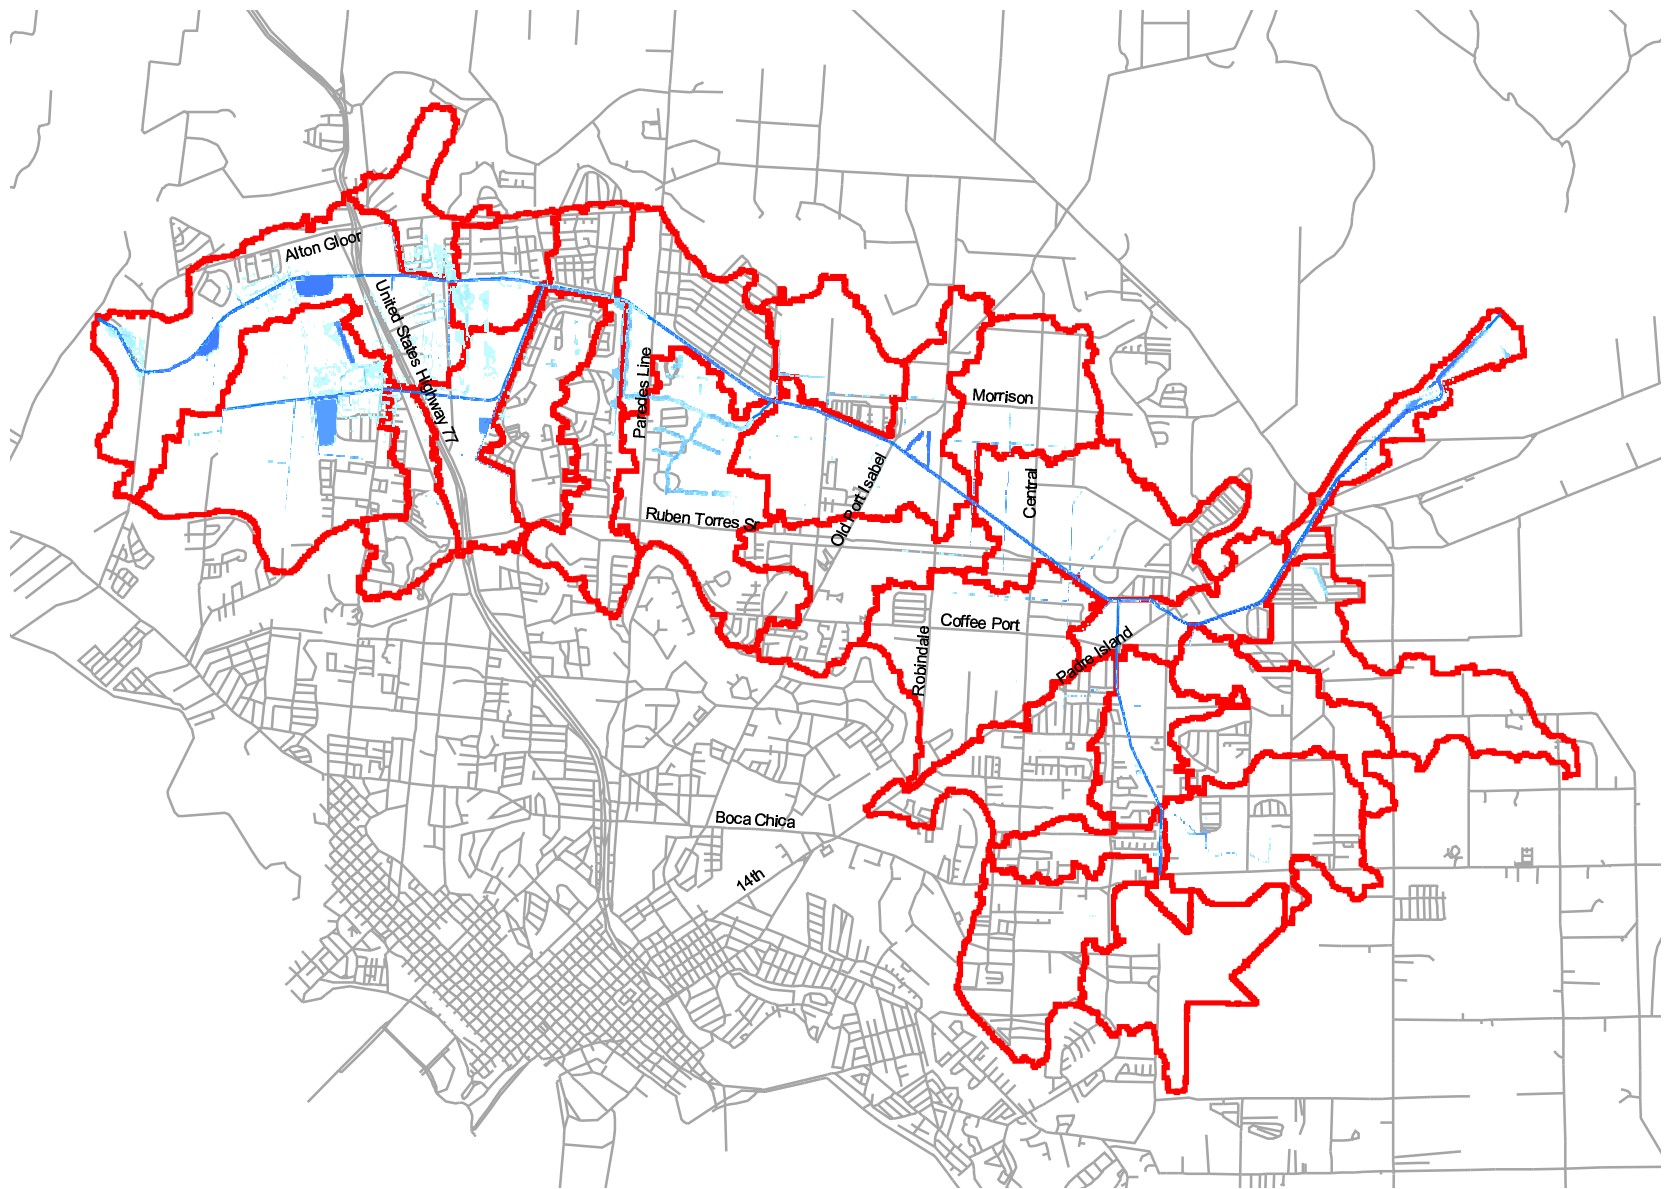 Alton Gloor
United States Highway 77
Paredes Line
Morrison
Old Port Isabel
Central
Ruben Torres Sr
Coffee Port
Robindale
Padre Island
Boca Chica
14th